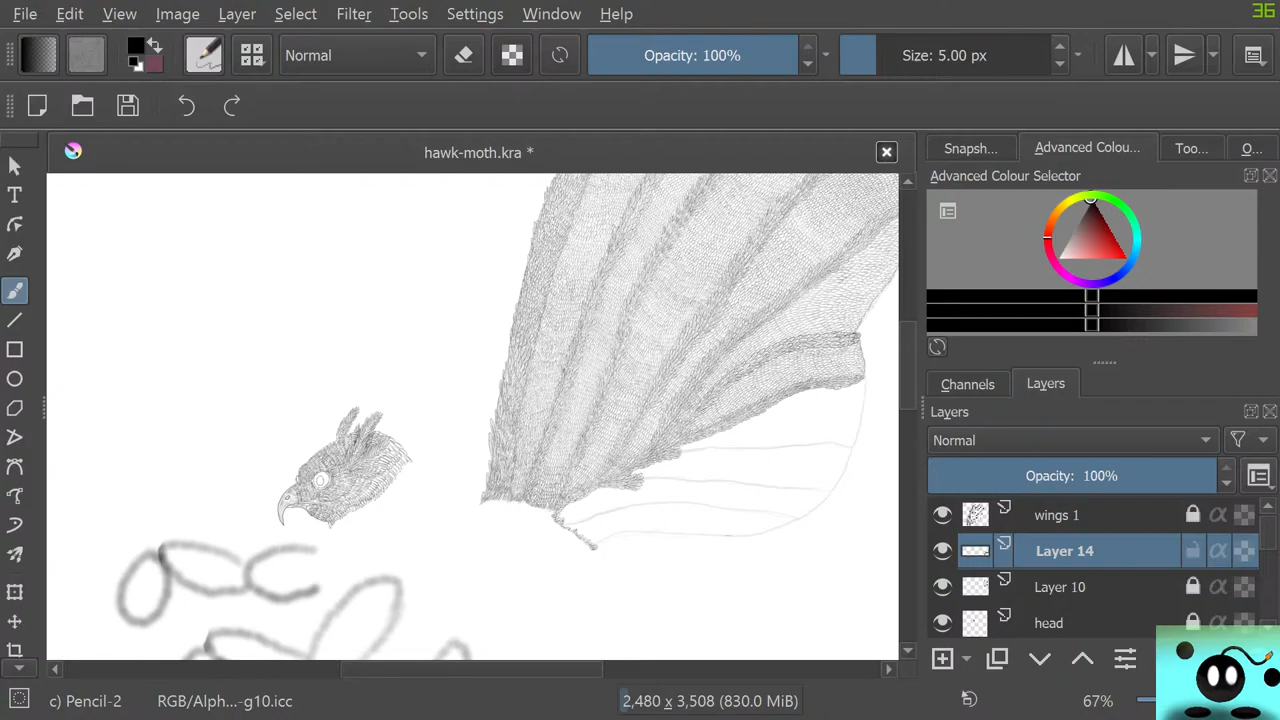 36
File Edit View Image Layer Select Filter Tools Settings Window Help
Normal Opacity: 100% Size: 5.00 px
hawk-moth.kra *
Snapsh... Advanced Colou... Too... O...
Advanced Colour Selector
Channels Layers
Layers
Normal
Opacity: 100%
wings 1
Layer 14
Layer 10
head
c) Pencil-2 RGB/Alph...-g10.icc 2,480 x 3,508 (830.0 MiB) 67%